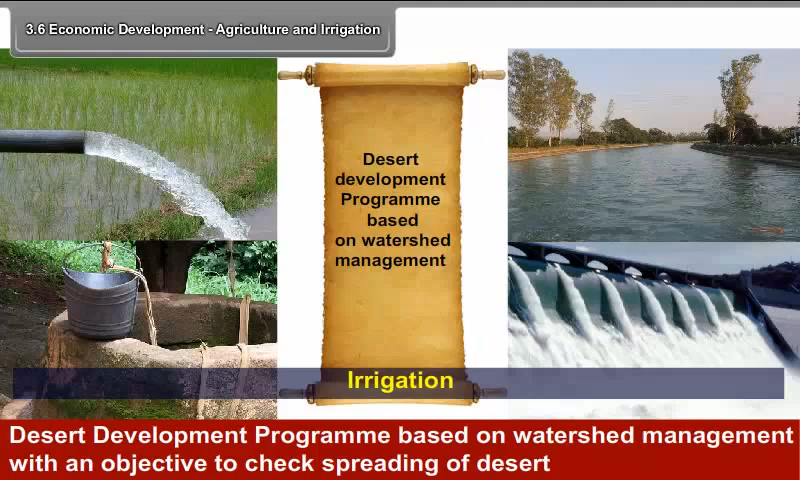 3.6 Economic Development - Agriculture and Irrigation
Desert
development
Programme
based
on watershed
management
Irrigation
Desert Development Programme based on watershed management
with an objective to check spreading of desert